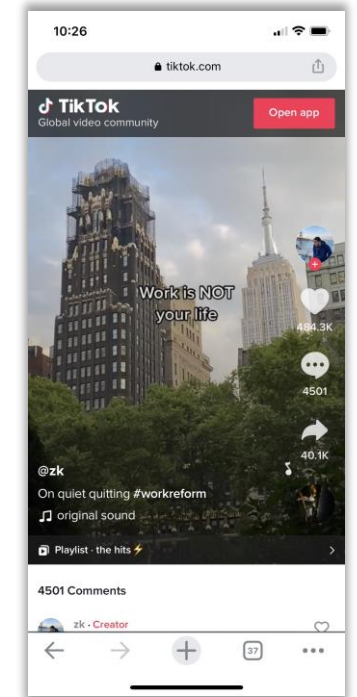 10:26
tiktok.com
TikTok
Open app
Global video community
Work is NOT
your life
484.3K
4501
40.1K
@zk
On quiet quitting #workreform
original sound
Playlist · the hits⚡
4501 Comments
zk · Creator
37